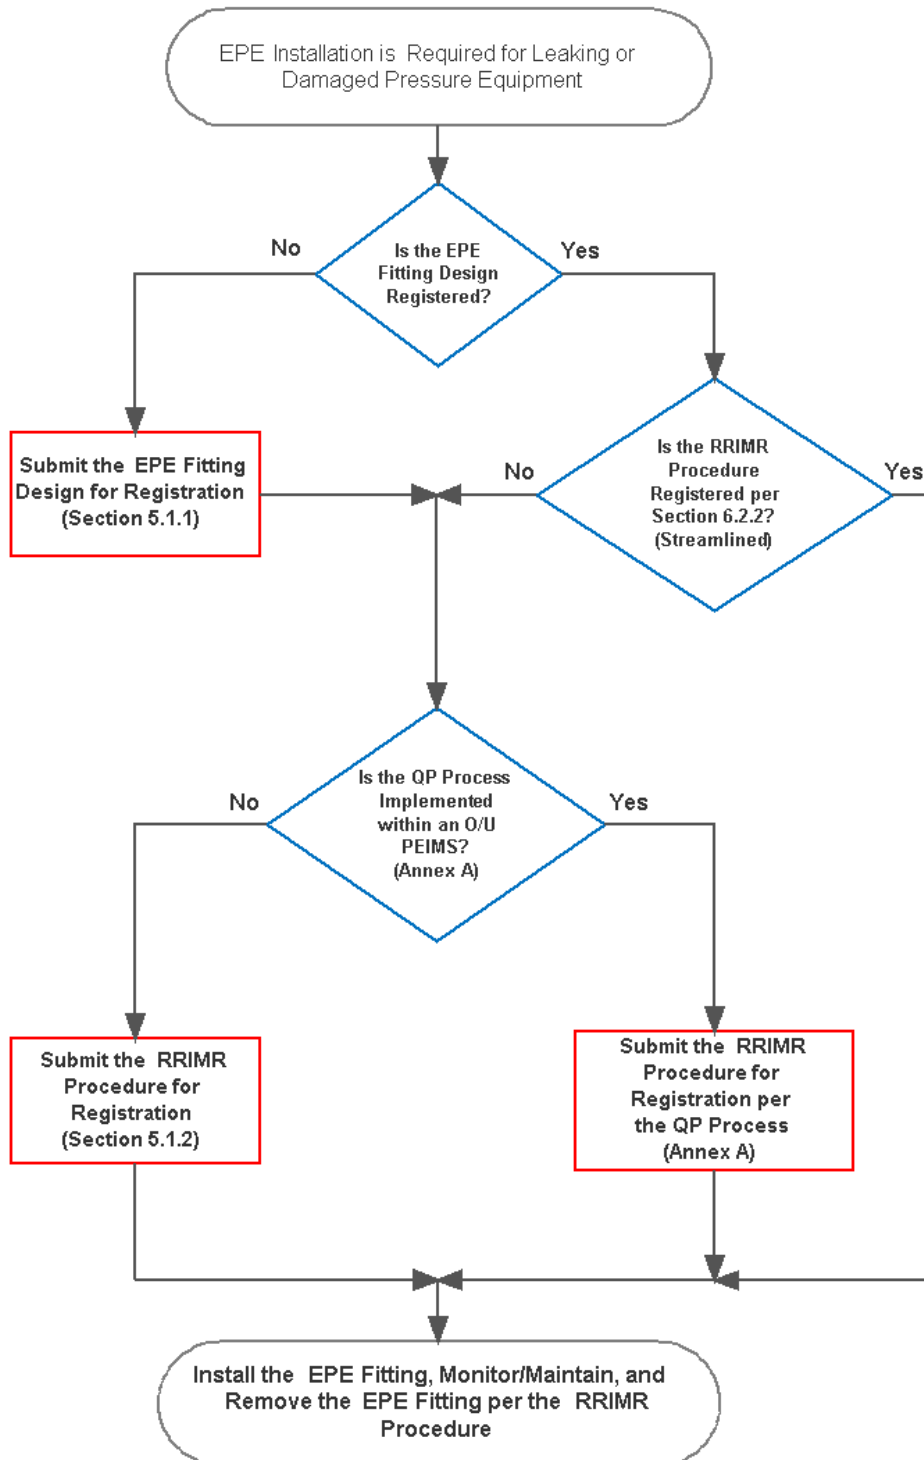 EPE Installation is Required for Leaking or
Damaged Pressure Equipment
No
Is the EPE
Fitting Design
Registered?
Yes
Submit the EPE Fitting
Design for Registration
(Section 5.1.1)
No
Is the RRIMR
Procedure
Registered per
Section 6.2.2?
(Streamlined)
Yes
No
Is the QP Process
Implemented
within an O/U
PEIMS?
(Annex A)
Yes
Submit the RRIMR
Procedure for
Registration
(Section 5.1.2)
Submit the RRIMR
Procedure for
Registration per
the QP Process
(Annex A)
Install the EPE Fitting, Monitor/Maintain, and
Remove the EPE Fitting per the RRIMR
Procedure